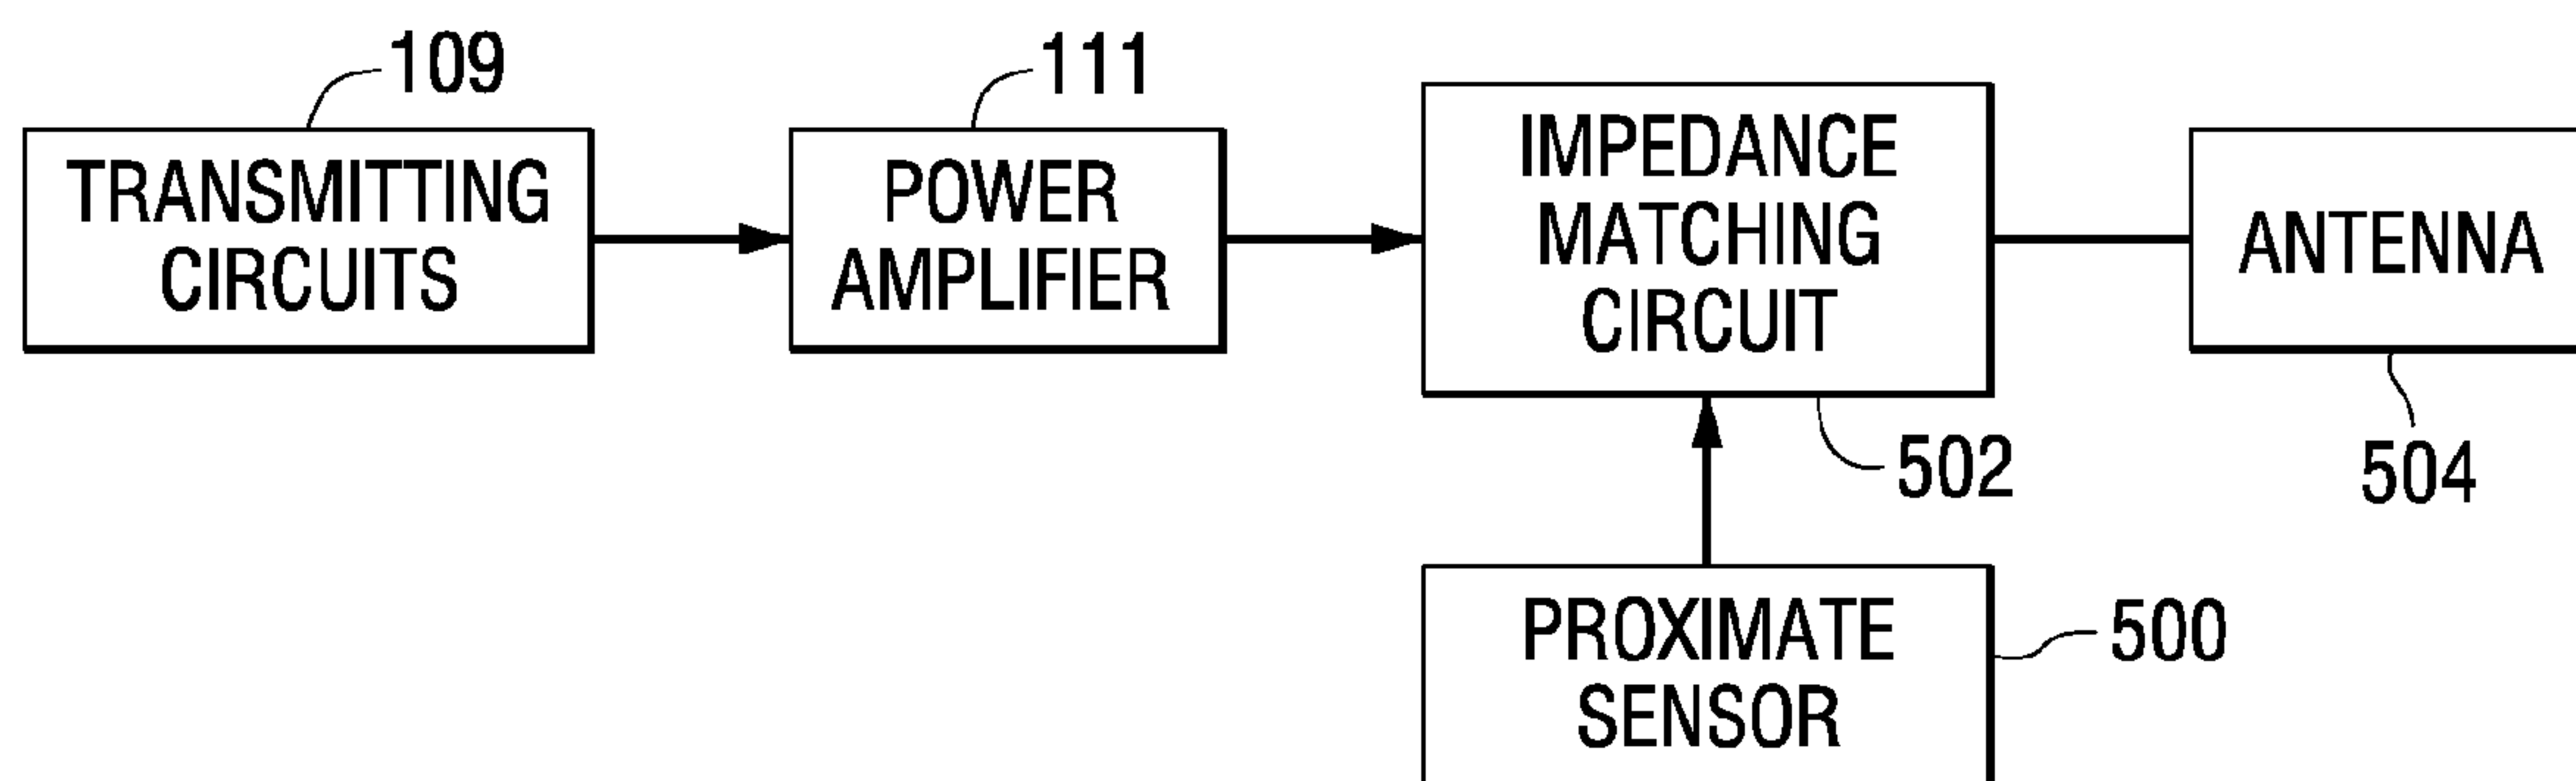 109
111
TRANSMITTING
CIRCUITS
POWER
AMPLIFIER
IMPEDANCE
MATCHING
CIRCUIT
ANTENNA
502
504
PROXIMATE
SENSOR
500